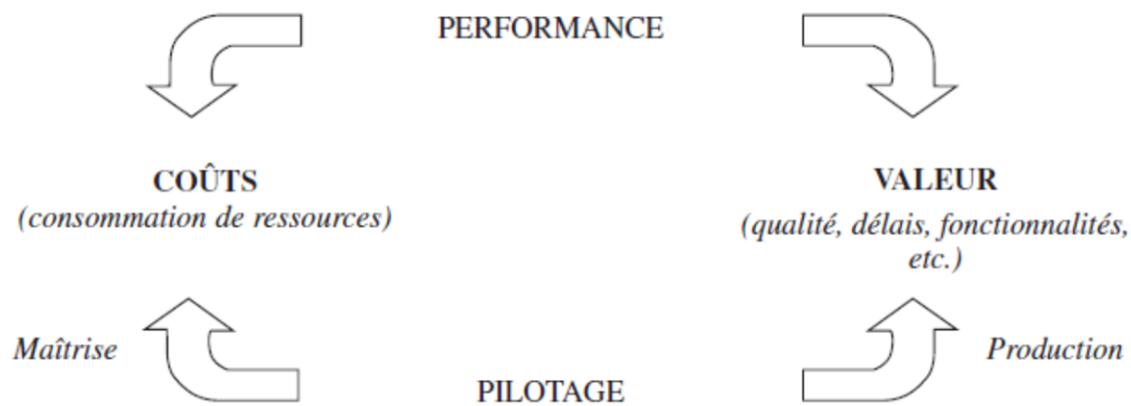 PERFORMANCE
COÛTS
(consommation de ressources)
VALEUR
(qualité, délais, fonctionnalités,
etc.)
Maîtrise
Production
PILOTAGE